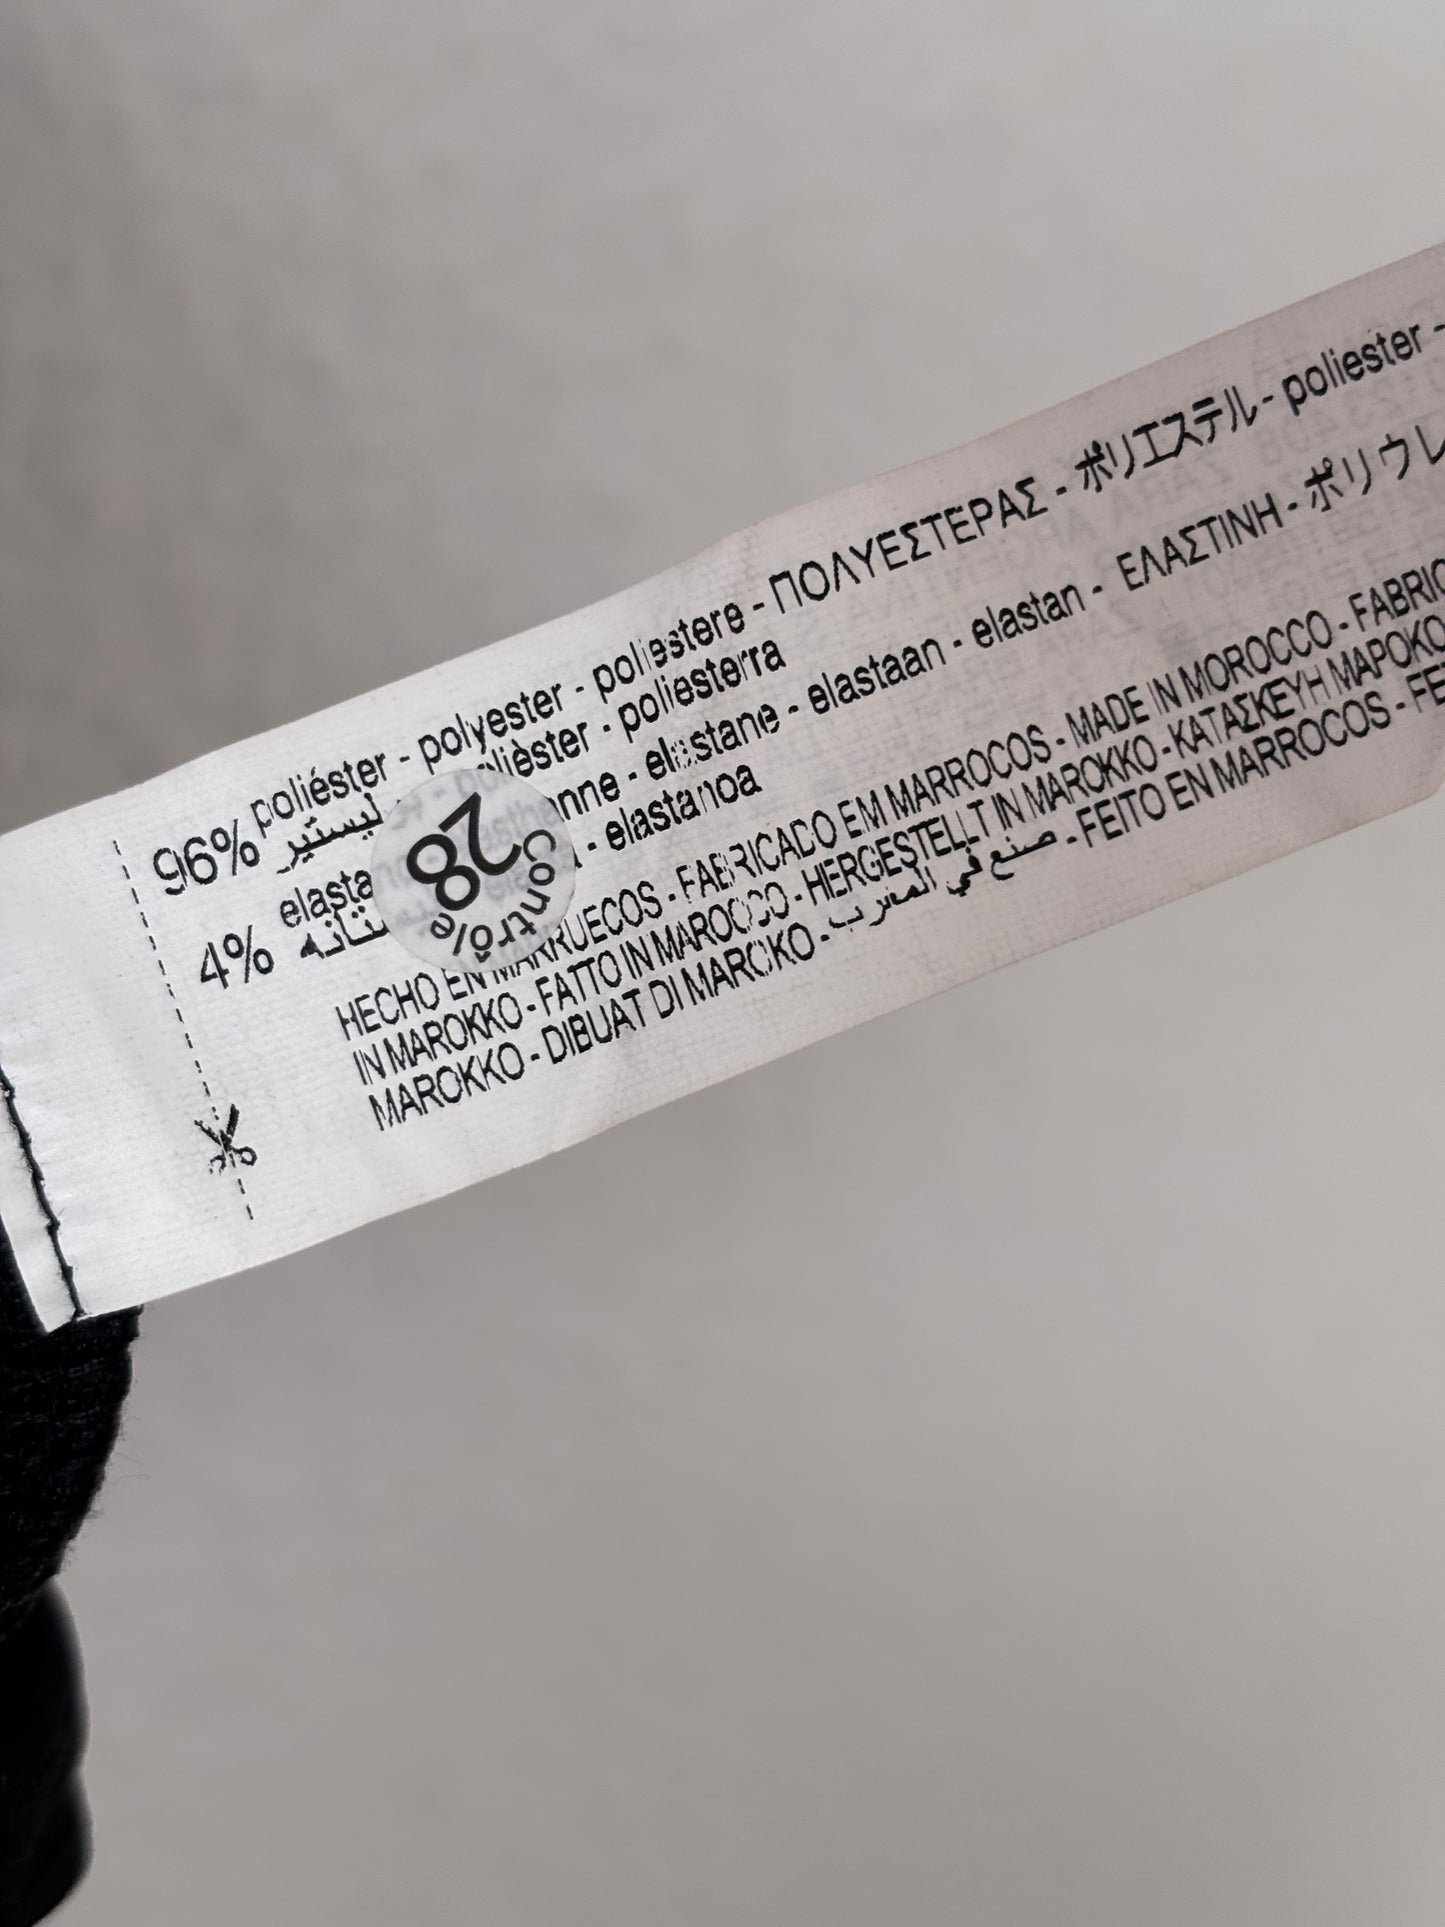 96% poliéster - polyester - poliestere - ΠΟΛΥΕΣΤΕΡΑΣ - ポリエステル - poliester -
poliesterra
4% elastane - elastaan - elastan - ΕΛΑΣΤΙΝΗ - ポリウレ
- elastanoa
28
Contrôle
HECHO EN MARRUECOS - FABRICADO EM MARROCOS - MADE IN MOROCCO - FABRIC
IN MAROKKO - FATTO IN MAROCCO - HERGESTELLT IN MAROKKO - ΚΑΤΑΣΚΕΥΗ ΜΑΡΟΚΟ
MAROKKO - DIBUAT DI MAROKO - صنع في المغرب - FEITO EN MARROCOS - FE